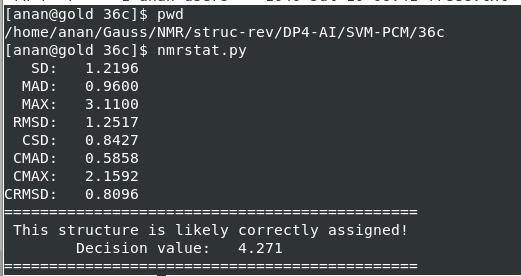 [anan@gold 36c]$ pwd
/home/anan/Gauss/NMR/struc-rev/DP4-AI/SVM-PCM/36c
[anan@gold 36c]$ nmrstat.py
SD: 1.2196
MAD: 0.9600
MAX: 3.1100
RMSD: 1.2517
CSD: 0.8427
CMAD: 0.5858
CMAX: 2.1592
CRMSD: 0.8096
==============================================
This structure is likely correctly assigned!
Decision value: 4.271
==============================================